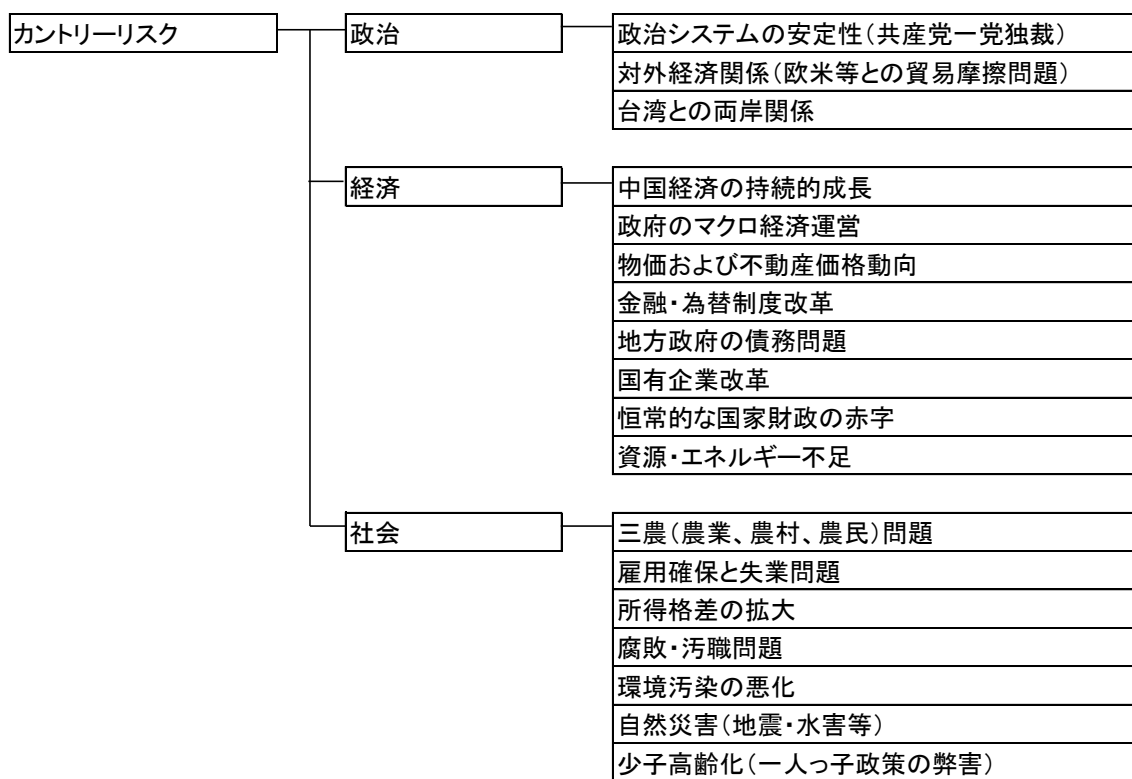 カントリーリスク
政治
政治システムの安定性(共産党一党独裁)
対外経済関係(欧米等との貿易摩擦問題)
台湾との両岸関係
経済
中国経済の持続的成長
政府のマクロ経済運営
物価および不動産価格動向
金融・為替制度改革
地方政府の債務問題
国有企業改革
恒常的な国家財政の赤字
資源・エネルギー不足
社会
三農(農業、農村、農民)問題
雇用確保と失業問題
所得格差の拡大
腐敗・汚職問題
環境汚染の悪化
自然災害(地震・水害等)
少子高齢化(一人っ子政策の弊害)